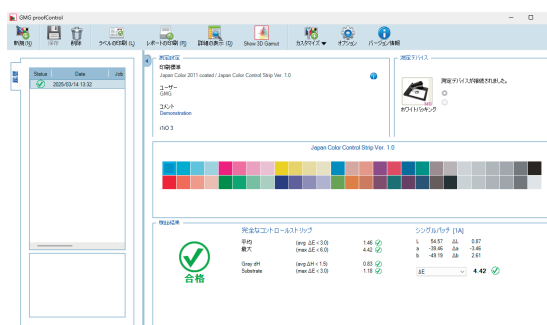 GMG proofControl
新規 (N)
保存
削除
ラベルの印刷 (L)
レポートの印刷 (P)
詳細の表示 (D)
Show 3D Gamut
カスタマイズ
オプション
バージョン情報
Status Date Job
2025/03/14 13:32
測定設定
印刷標準
Japan Color 2011 coated / Japan Color Control Strip Ver. 1.0
ユーザー
GMG
コメント
Demonstration
iNO 3
測定デバイス
測定デバイスが接続されました。
ホワイトバッキング
Japan Color Control Strip Ver. 1.0
検証結果
合格
完全なコントロールストリップ
平均 (avg ΔE < 3.0) 1.46
最大 (max ΔE < 6.0) 4.42
Gray dH (avg ΔH < 1.5) 0.83
Substrate (max ΔE < 3.0) 1.18
シングルパッチ [1A]
L 54.57 ΔL 0.87
a -39.46 Δa -3.46
b -49.19 Δb 2.61
ΔE 4.42